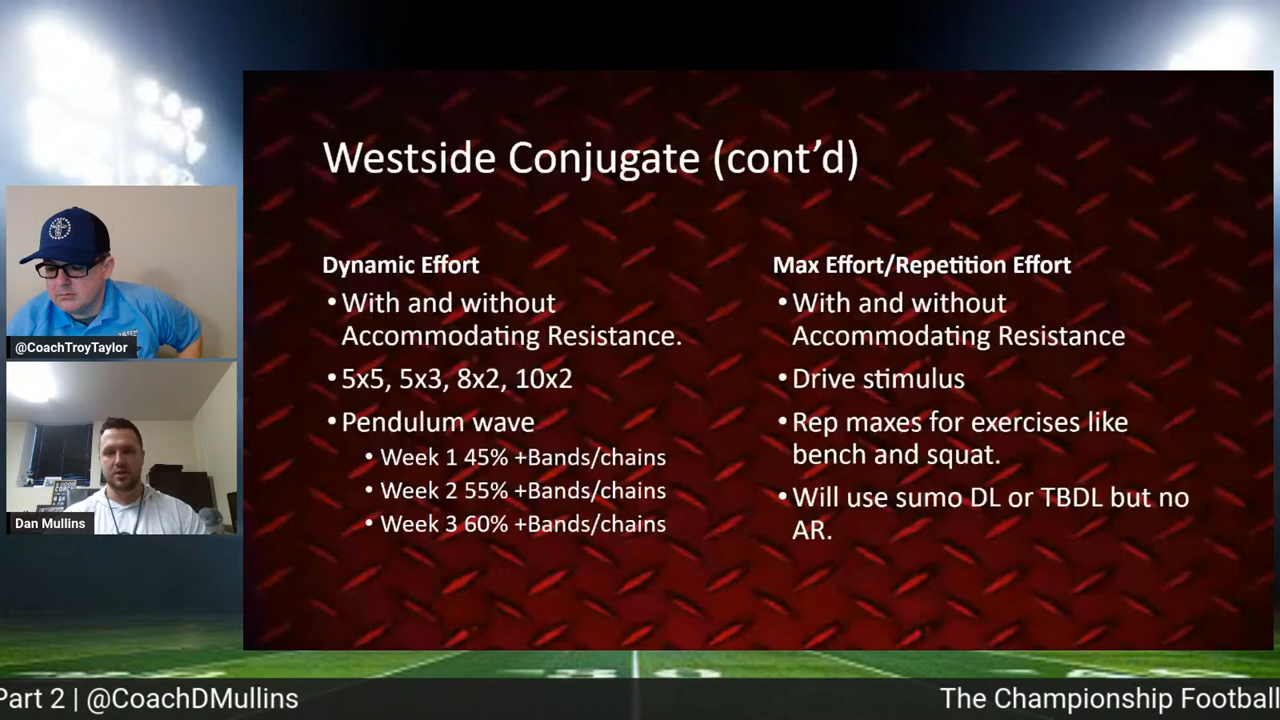 Westside Conjugate (cont’d)
Dynamic Effort
•With and without
Accommodating Resistance.
•5x5, 5x3, 8x2, 10x2
•Pendulum wave
• Week 1 45% +Bands/chains
• Week 2 55% +Bands/chains
• Week 3 60% +Bands/chains
Max Effort/Repetition Effort
•With and without
Accommodating Resistance
•Drive stimulus
•Rep maxes for exercises like
bench and squat.
•Will use sumo DL or TBDL but no
AR.
@CoachTroyTaylor
Dan Mullins
Part 2 | @CoachDMullins
The Championship Football